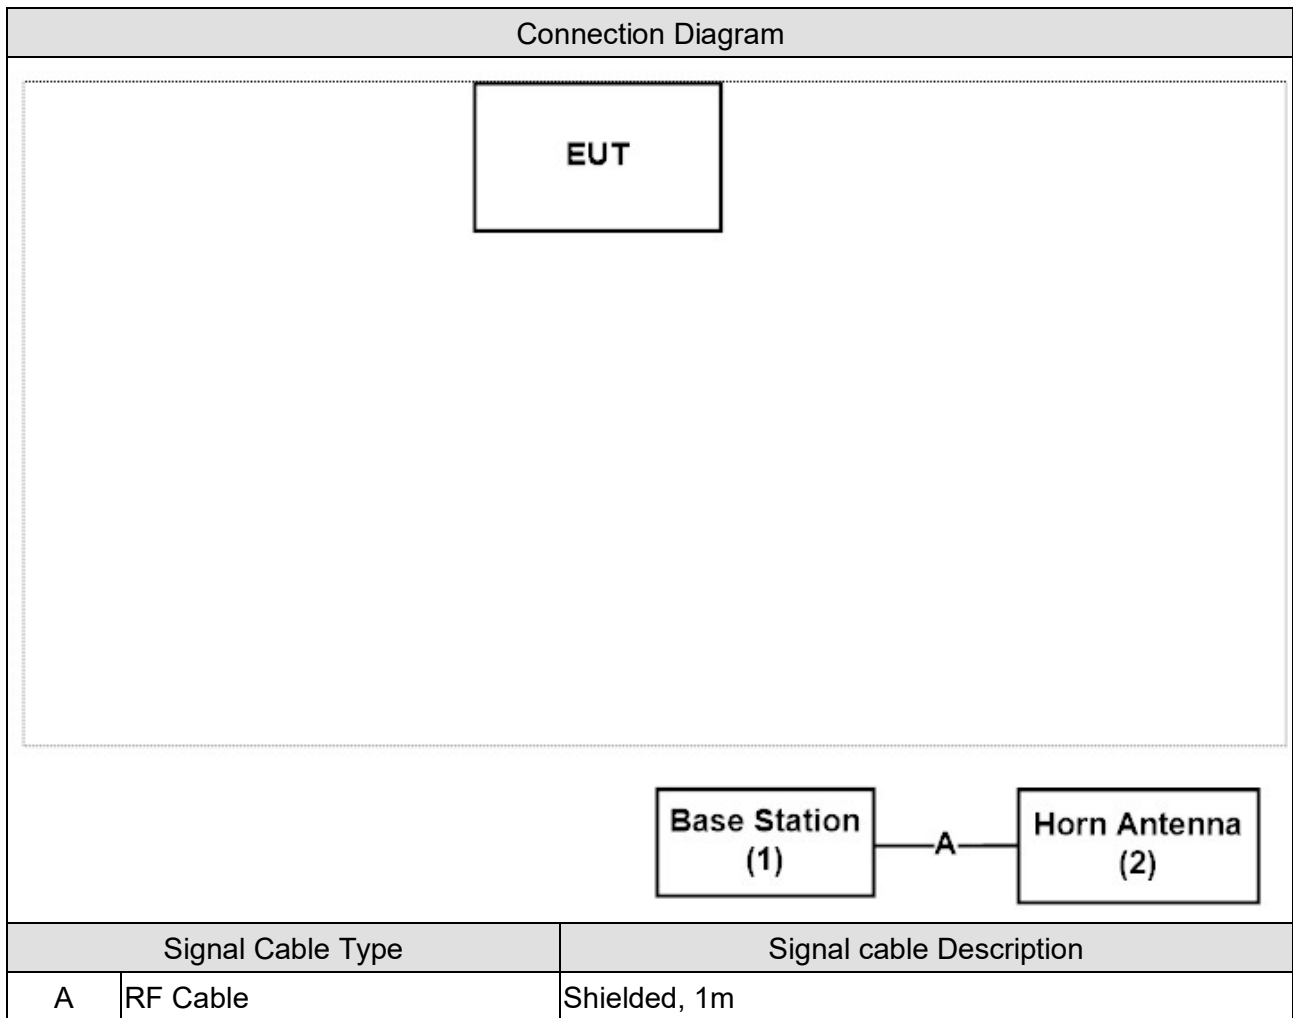 Connection Diagram
EUT
Base Station
(1)
A
Horn Antenna
(2)
Signal Cable Type
Signal cable Description
A
RF Cable
Shielded, 1m